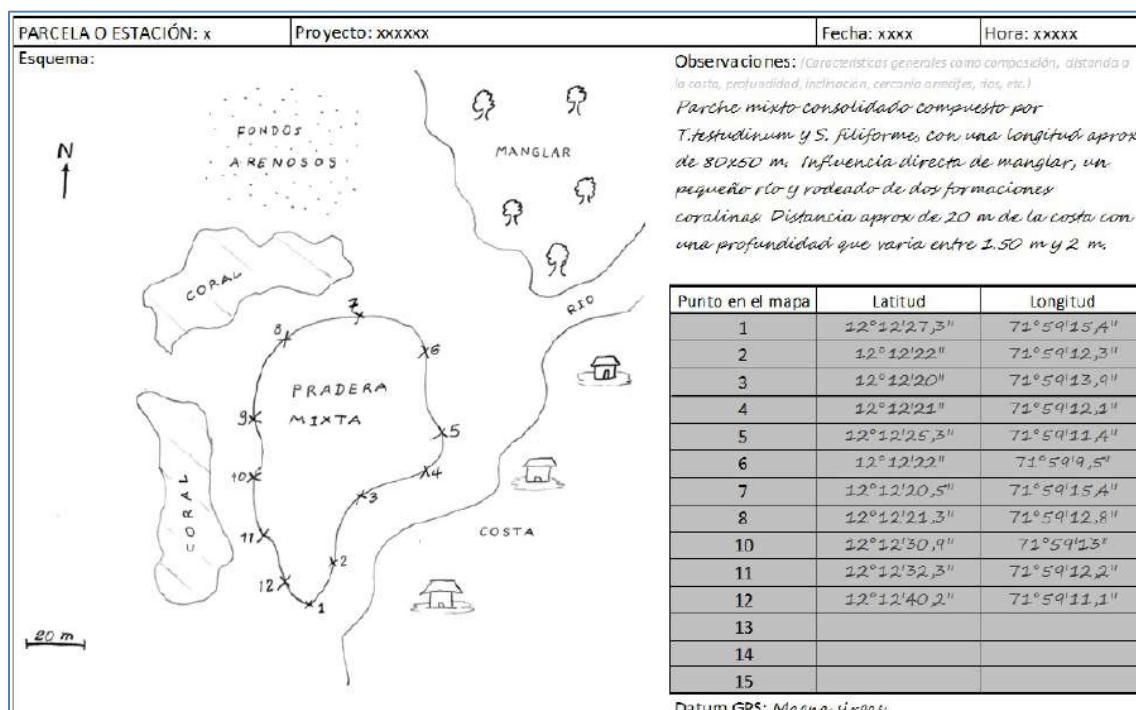 PARCELA O ESTACIÓN: x Proyecto: xxxxxx Fecha: xxxx Hora: xxxxx
Esquema:
N
FONDOS
ARENOSOS
MANGLAR
CORAL
RIO
7
8
6
PRADERA
MIXTA
9
5
10
4
3
CORAL
11
COSTA
2
12
1
20 m
Observaciones: (Características generales como composición, distancia a
la costa, profundidad, inclinación, cercanía arrecifes, ríos, etc.)
Parche mixto consolidado compuesto por
T.testudinum y S. filiforme, con una longitud aprox
de 80x50 m. Influencia directa de manglar, un
pequeño río y rodeado de dos formaciones
coralinas. Distancia aprox de 20 m de la costa con
una profundidad que varia entre 1.50 m y 2 m.
Punto en el mapa Latitud Longitud
1 12°12'27,3" 71°59'15,4"
2 12°12'22" 71°59'12,3"
3 12°12'20" 71°59'13,9"
4 12°12'21" 71°59'12,1"
5 12°12'25,3" 71°59'11,4"
6 12°12'22" 71°59'9,5"
7 12°12'20,5" 71°59'15,4"
8 12°12'21,3" 71°59'12,8"
10 12°12'30,9" 71°59'13"
11 12°12'32,3" 71°59'12,2"
12 12°12'40,2" 71°59'11,1"
13
14
15
Datum GPS: Magna-sirgas